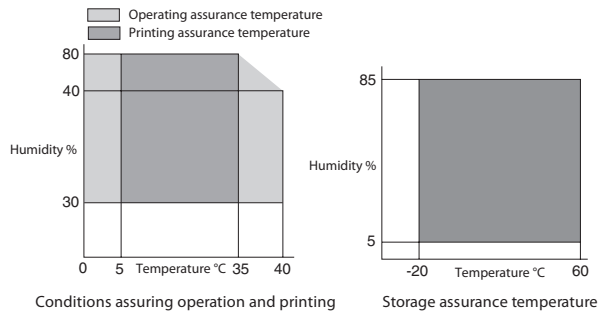 Operating assurance temperature
Printing assurance temperature
80
40
Humidity %
30
0 5 Temperature °C 35 40
Conditions assuring operation and printing
85
Humidity %
5
-20 Temperature °C 60
Storage assurance temperature